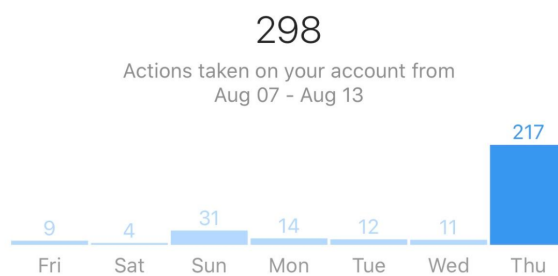 298
Actions taken on your account from
Aug 07 - Aug 13
217
9 4 31 14 12 11
Fri Sat Sun Mon Tue Wed Thu